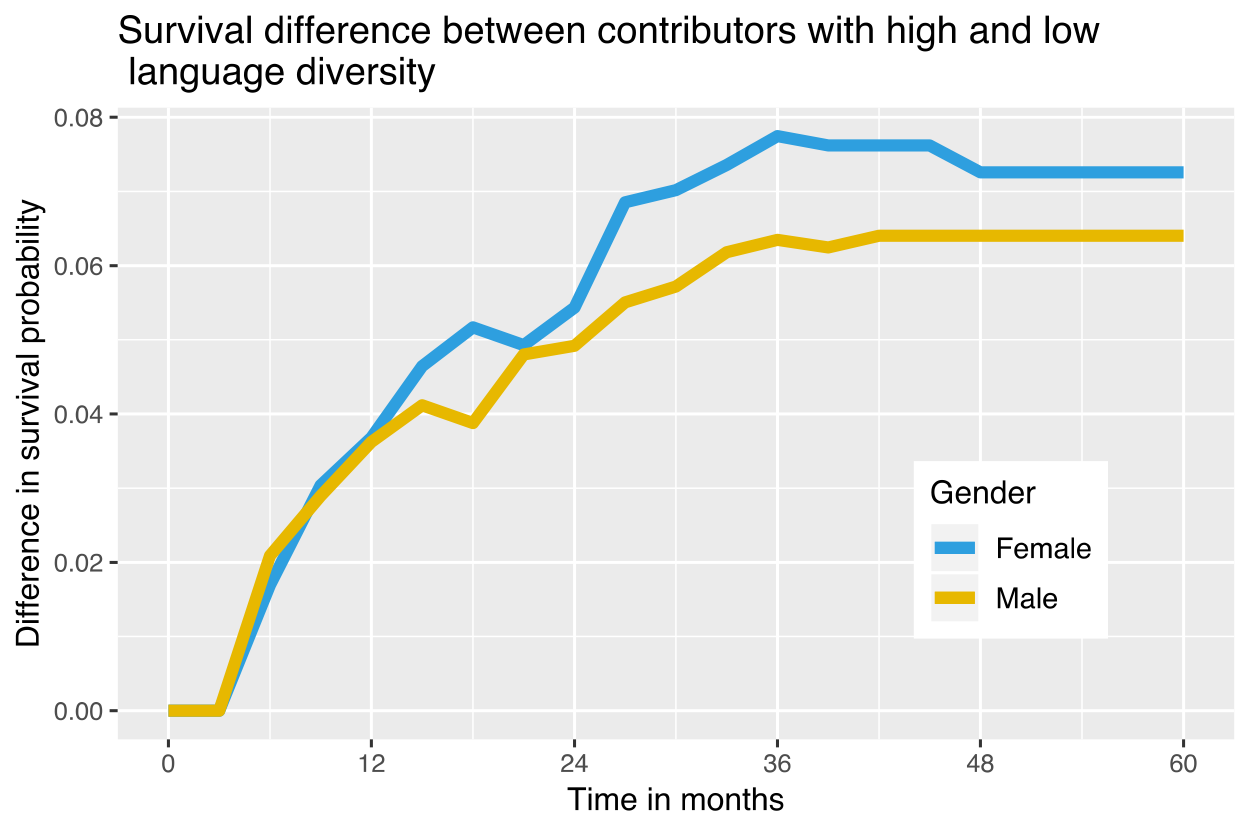 Survival difference between contributors with high and low
language diversity
Difference in survival probability
0.08
0.06
0.04
0.02
0.00
Gender
Female
Male
0 12 24 36 48 60
Time in months